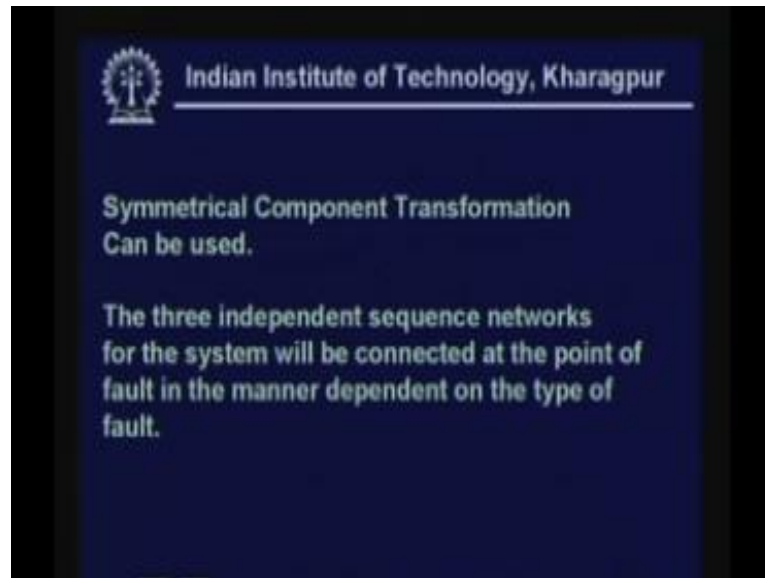 Indian Institute of Technology, Kharagpur
Symmetrical Component Transformation
Can be used.
The three independent sequence networks
for the system will be connected at the point of
fault in the manner dependent on the type of
fault.